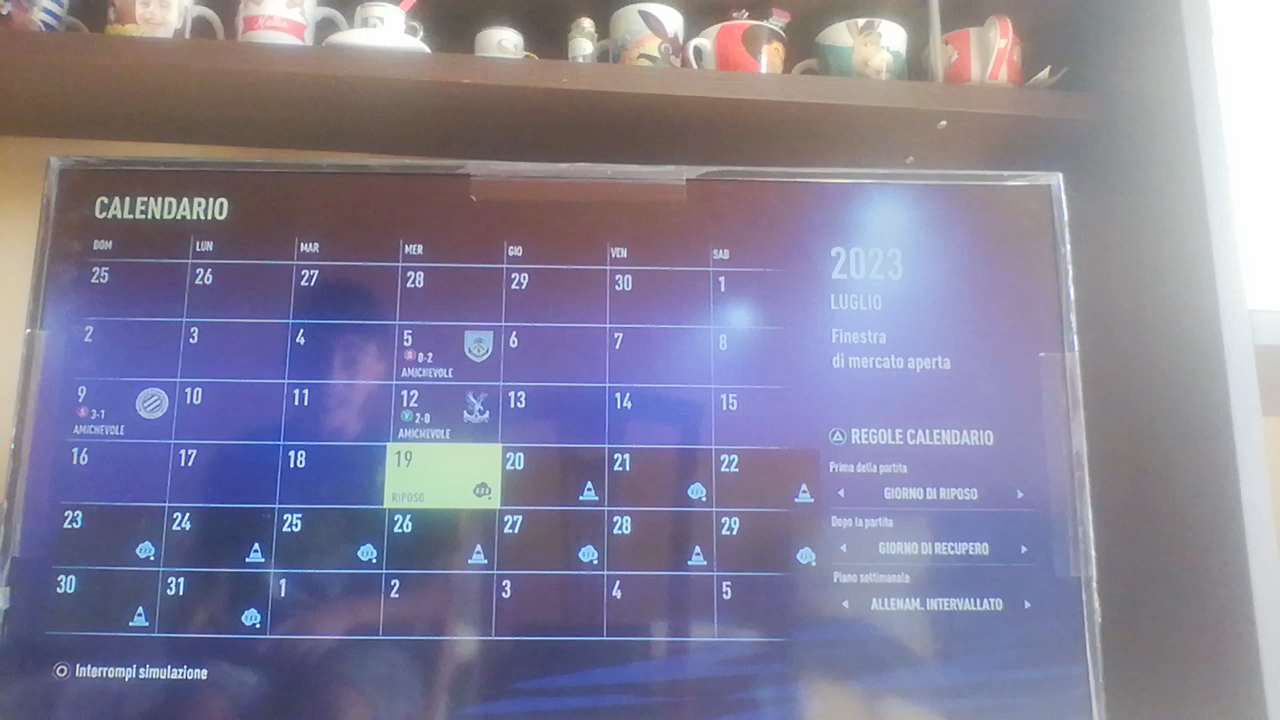 CALENDARIO
DOM LUN MAR MER GIO VEN SAB
25 26 27 28 29 30 1
2 3 4 5 6 7 8
0-2
AMICHEVOLE
9 10 11 12 13 14 15
S 3-1 V 2-0
AMICHEVOLE AMICHEVOLE
16 17 18 19 20 21 22
RIPOSO
23 24 25 26 27 28 29
30 31 1 2 3 4 5
Interrompi simulazione
2023
LUGLIO
Finestra
di mercato aperta
REGOLE CALENDARIO
Prima della partita
GIORNO DI RIPOSO
Dopo la partita
GIORNO DI RECUPERO
Piano settimanale
ALLENAM. INTERVALLATO